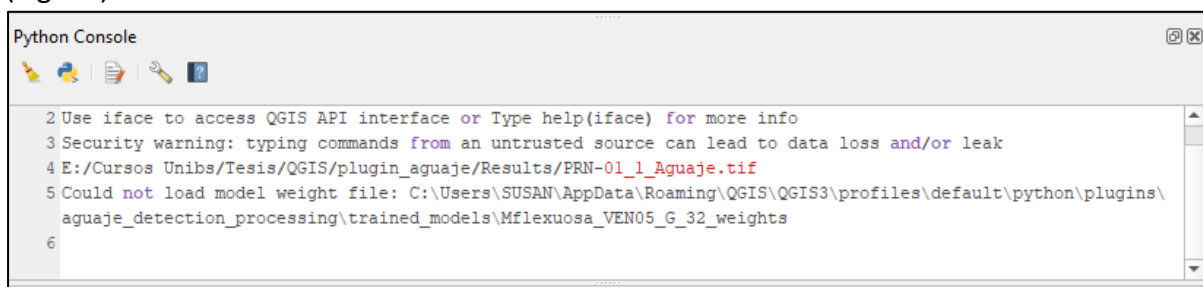 Python Console
2 Use iface to access QGIS API interface or Type help(iface) for more info
3 Security warning: typing commands from an untrusted source can lead to data loss and/or leak
4 E:/Cursos Unibs/Tesis/QGIS/plugin_aguaje/Results/PRN-01_1_Aguaje.tif
5 Could not load model weight file: C:\Users\SUSAN\AppData\Roaming\QGIS\QGIS3\profiles\default\python\plugins\
aguaje_detection_processing\trained_models\Mflexuosa_VEN05_G_32_weights
6